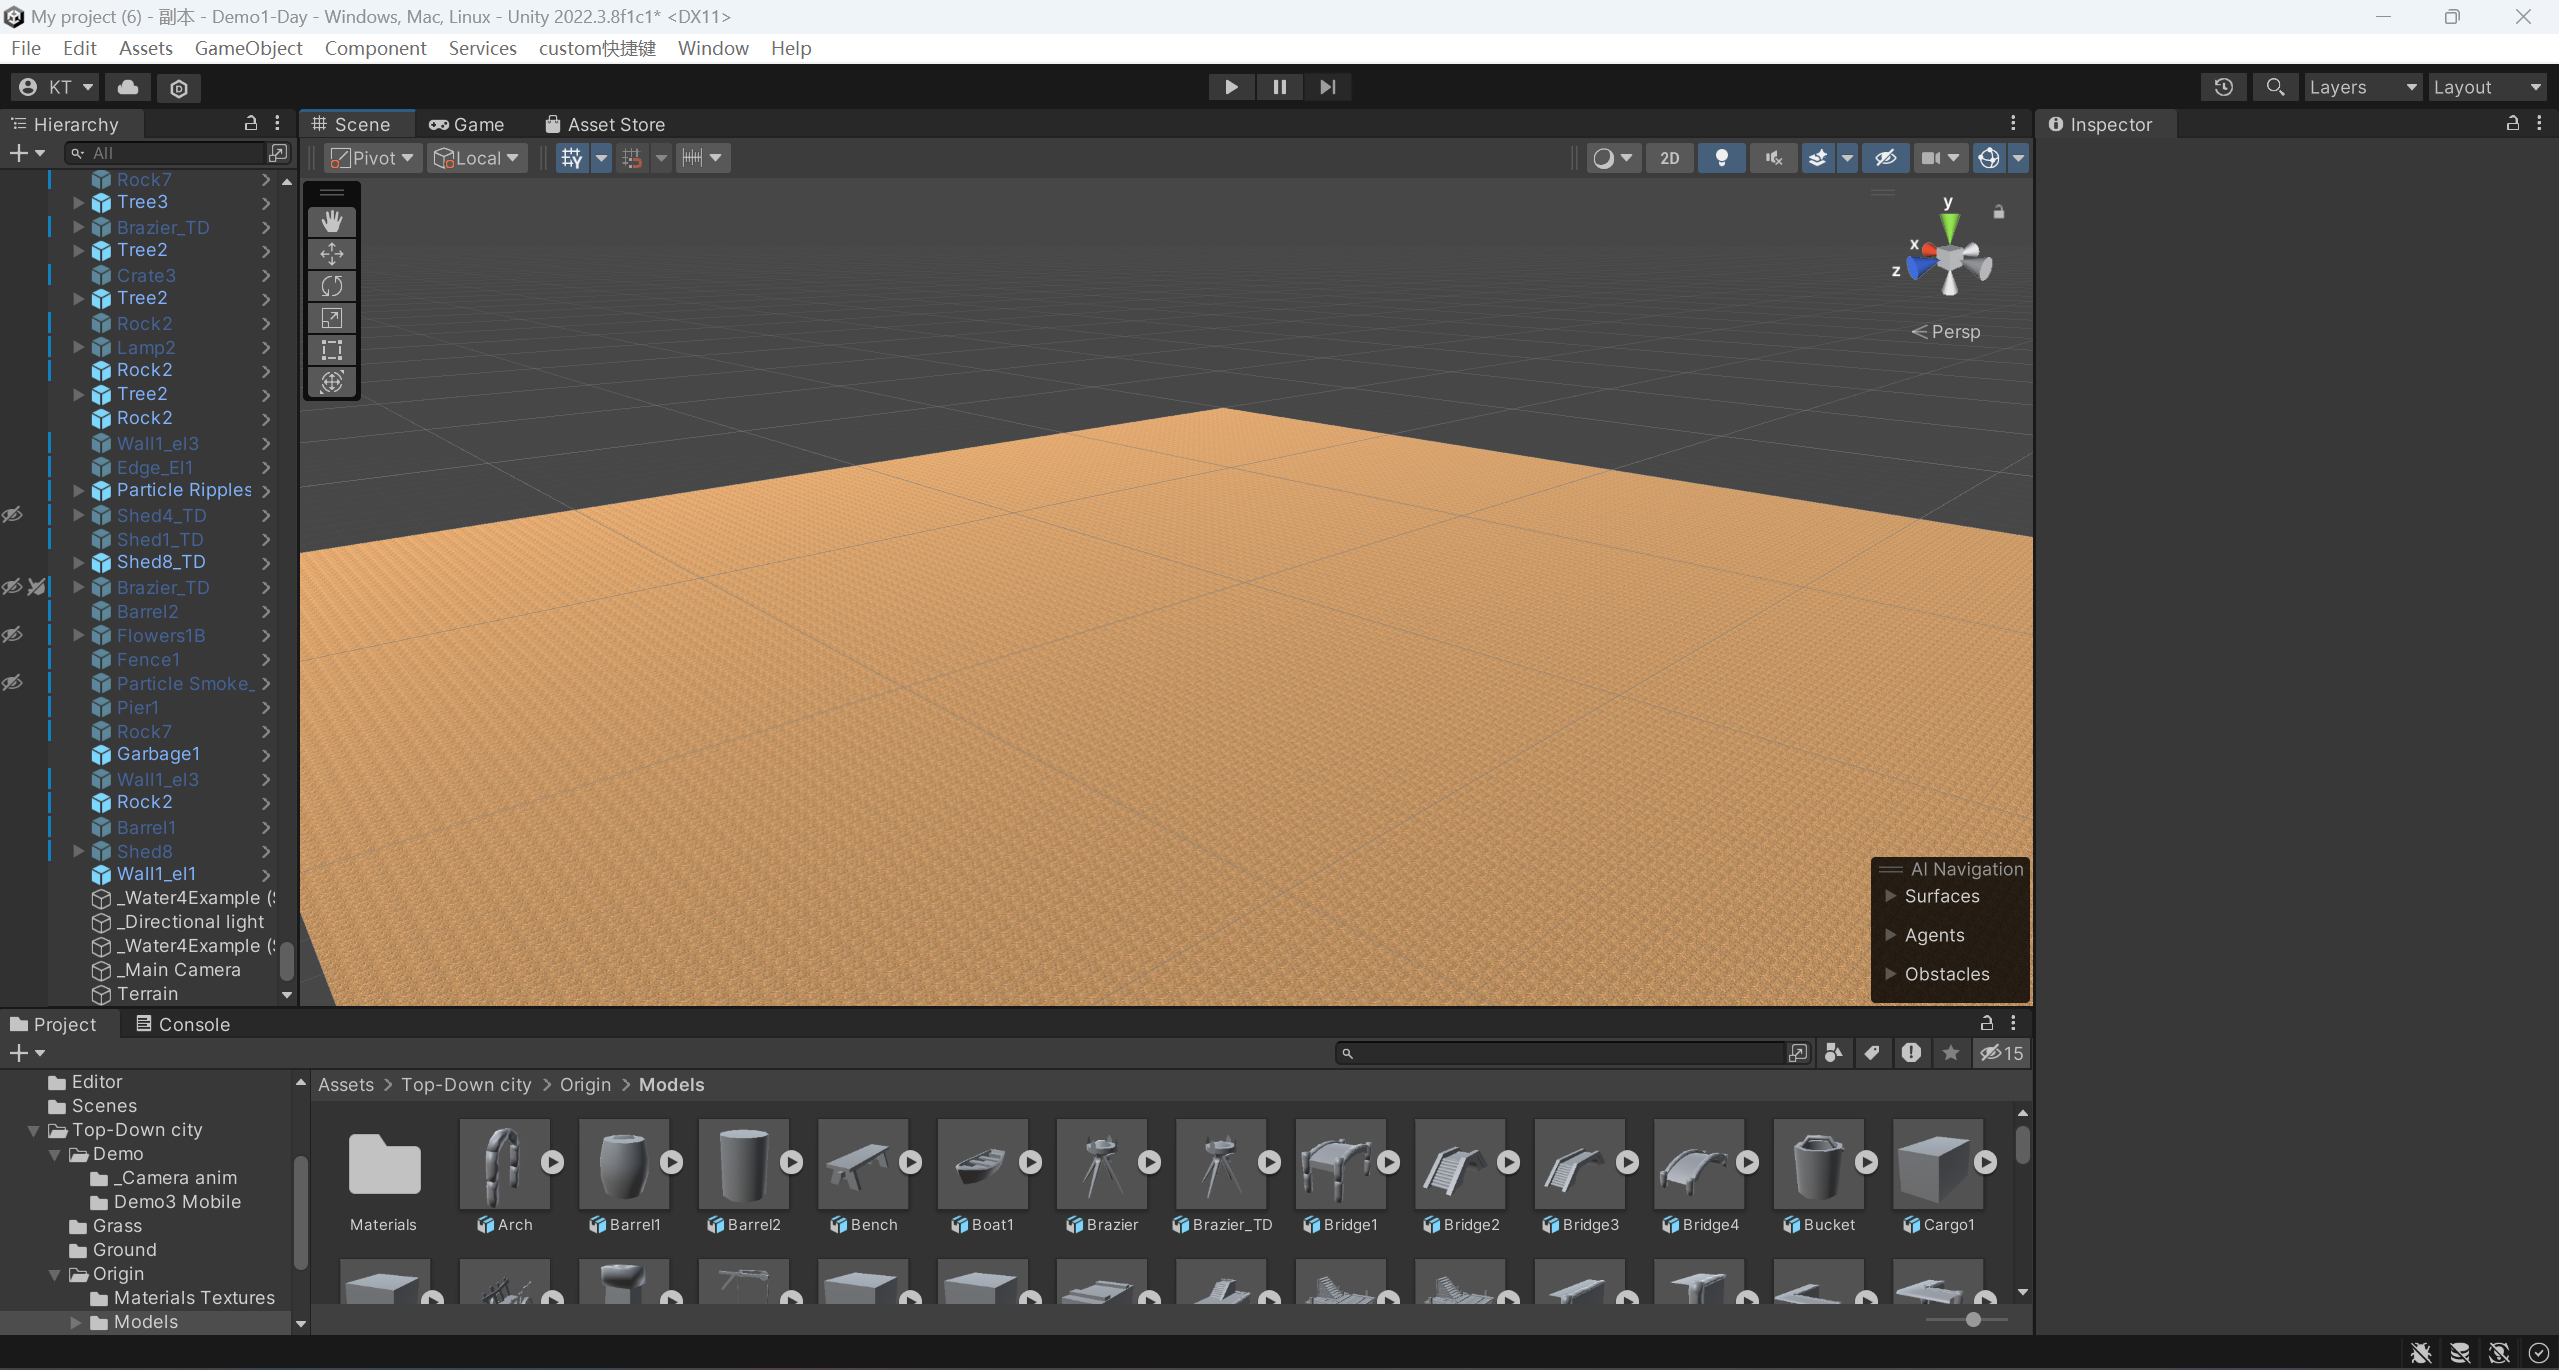 My project (6) - 副本 - Demo1-Day - Windows, Mac, Linux - Unity 2022.3.8f1c1* <DX11>
File Edit Assets GameObject Component Services custom快捷键 Window Help
KT Layers Layout
Hierarchy Scene Game Asset Store Inspector
All Pivot Local 2D
Rock7
Tree3
Brazier_TD
Tree2
Crate3
Tree2
Rock2
Lamp2
Rock2
Tree2
Rock2
Wall1_el3
Edge_El1
Particle Ripples
Shed4_TD
Shed1_TD
Shed8_TD
Brazier_TD
Barrel2
Flowers1B
Fence1
Particle Smoke_
Pier1
Rock7
Garbage1
Wall1_el3
Rock2
Barrel1
Shed8
Wall1_el1
_Water4Example (
_Directional light
_Water4Example (
_Main Camera
Terrain
y
x
z
Persp
AI Navigation
Surfaces
Agents
Obstacles
Project Console
15
Editor
Scenes
Top-Down city
Demo
_Camera anim
Demo3 Mobile
Grass
Ground
Origin
Materials Textures
Models
Assets > Top-Down city > Origin > Models
Materials Arch Barrel1 Barrel2 Bench Boat1 Brazier Brazier_TD Bridge1 Bridge2 Bridge3 Bridge4 Bucket Cargo1